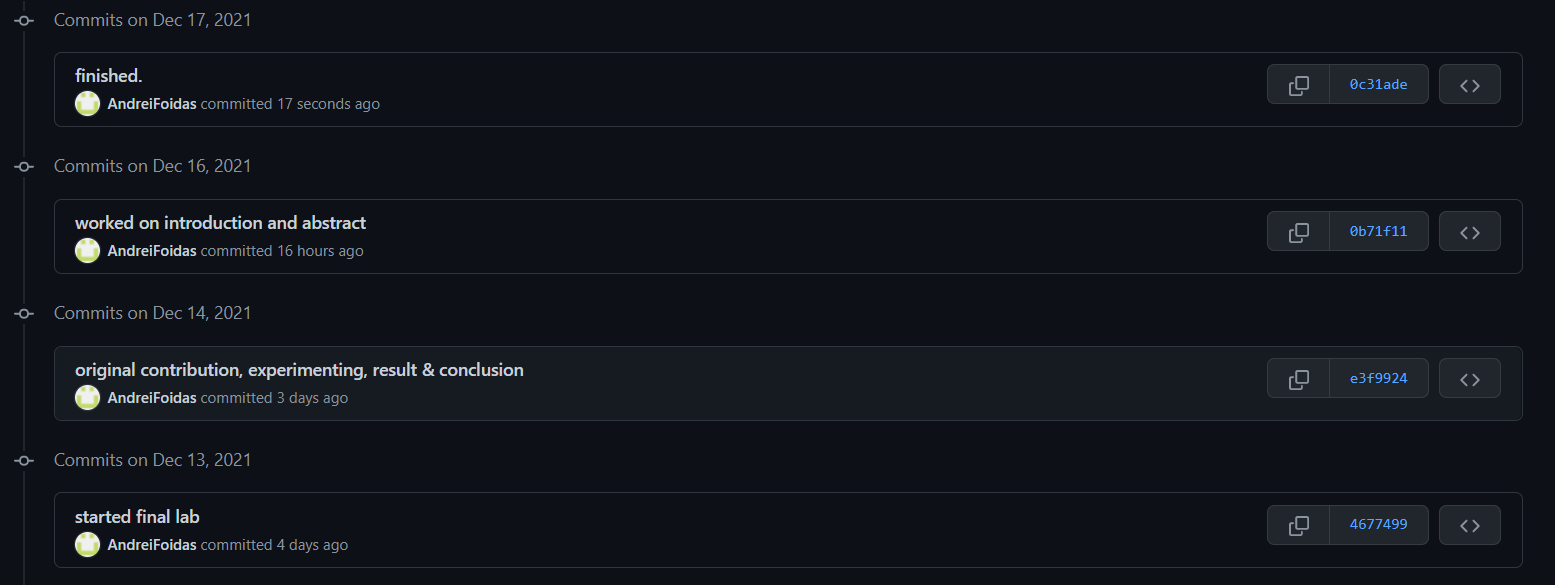 Commits on Dec 17, 2021
finished.
AndreiFoidas committed 17 seconds ago
0c31ade
Commits on Dec 16, 2021
worked on introduction and abstract
AndreiFoidas committed 16 hours ago
0b71f11
Commits on Dec 14, 2021
original contribution, experimenting, result & conclusion
AndreiFoidas committed 3 days ago
e3f9924
Commits on Dec 13, 2021
started final lab
AndreiFoidas committed 4 days ago
4677499